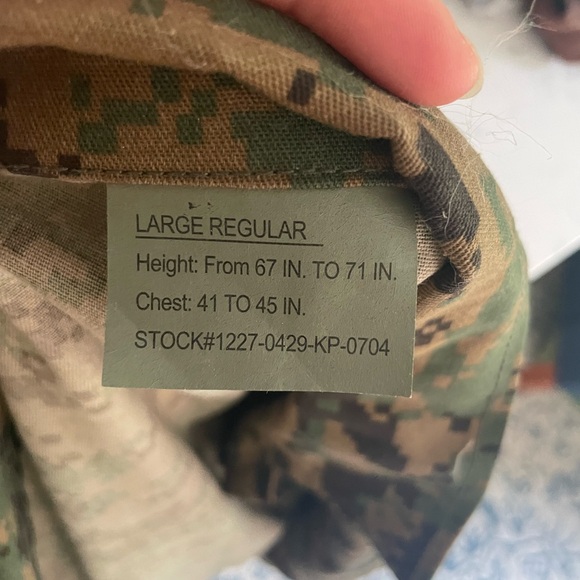 LARGE REGULAR
Height: From 67 IN. TO 71 IN.
Chest: 41 TO 45 IN.
STOCK#1227-0429-KP-0704